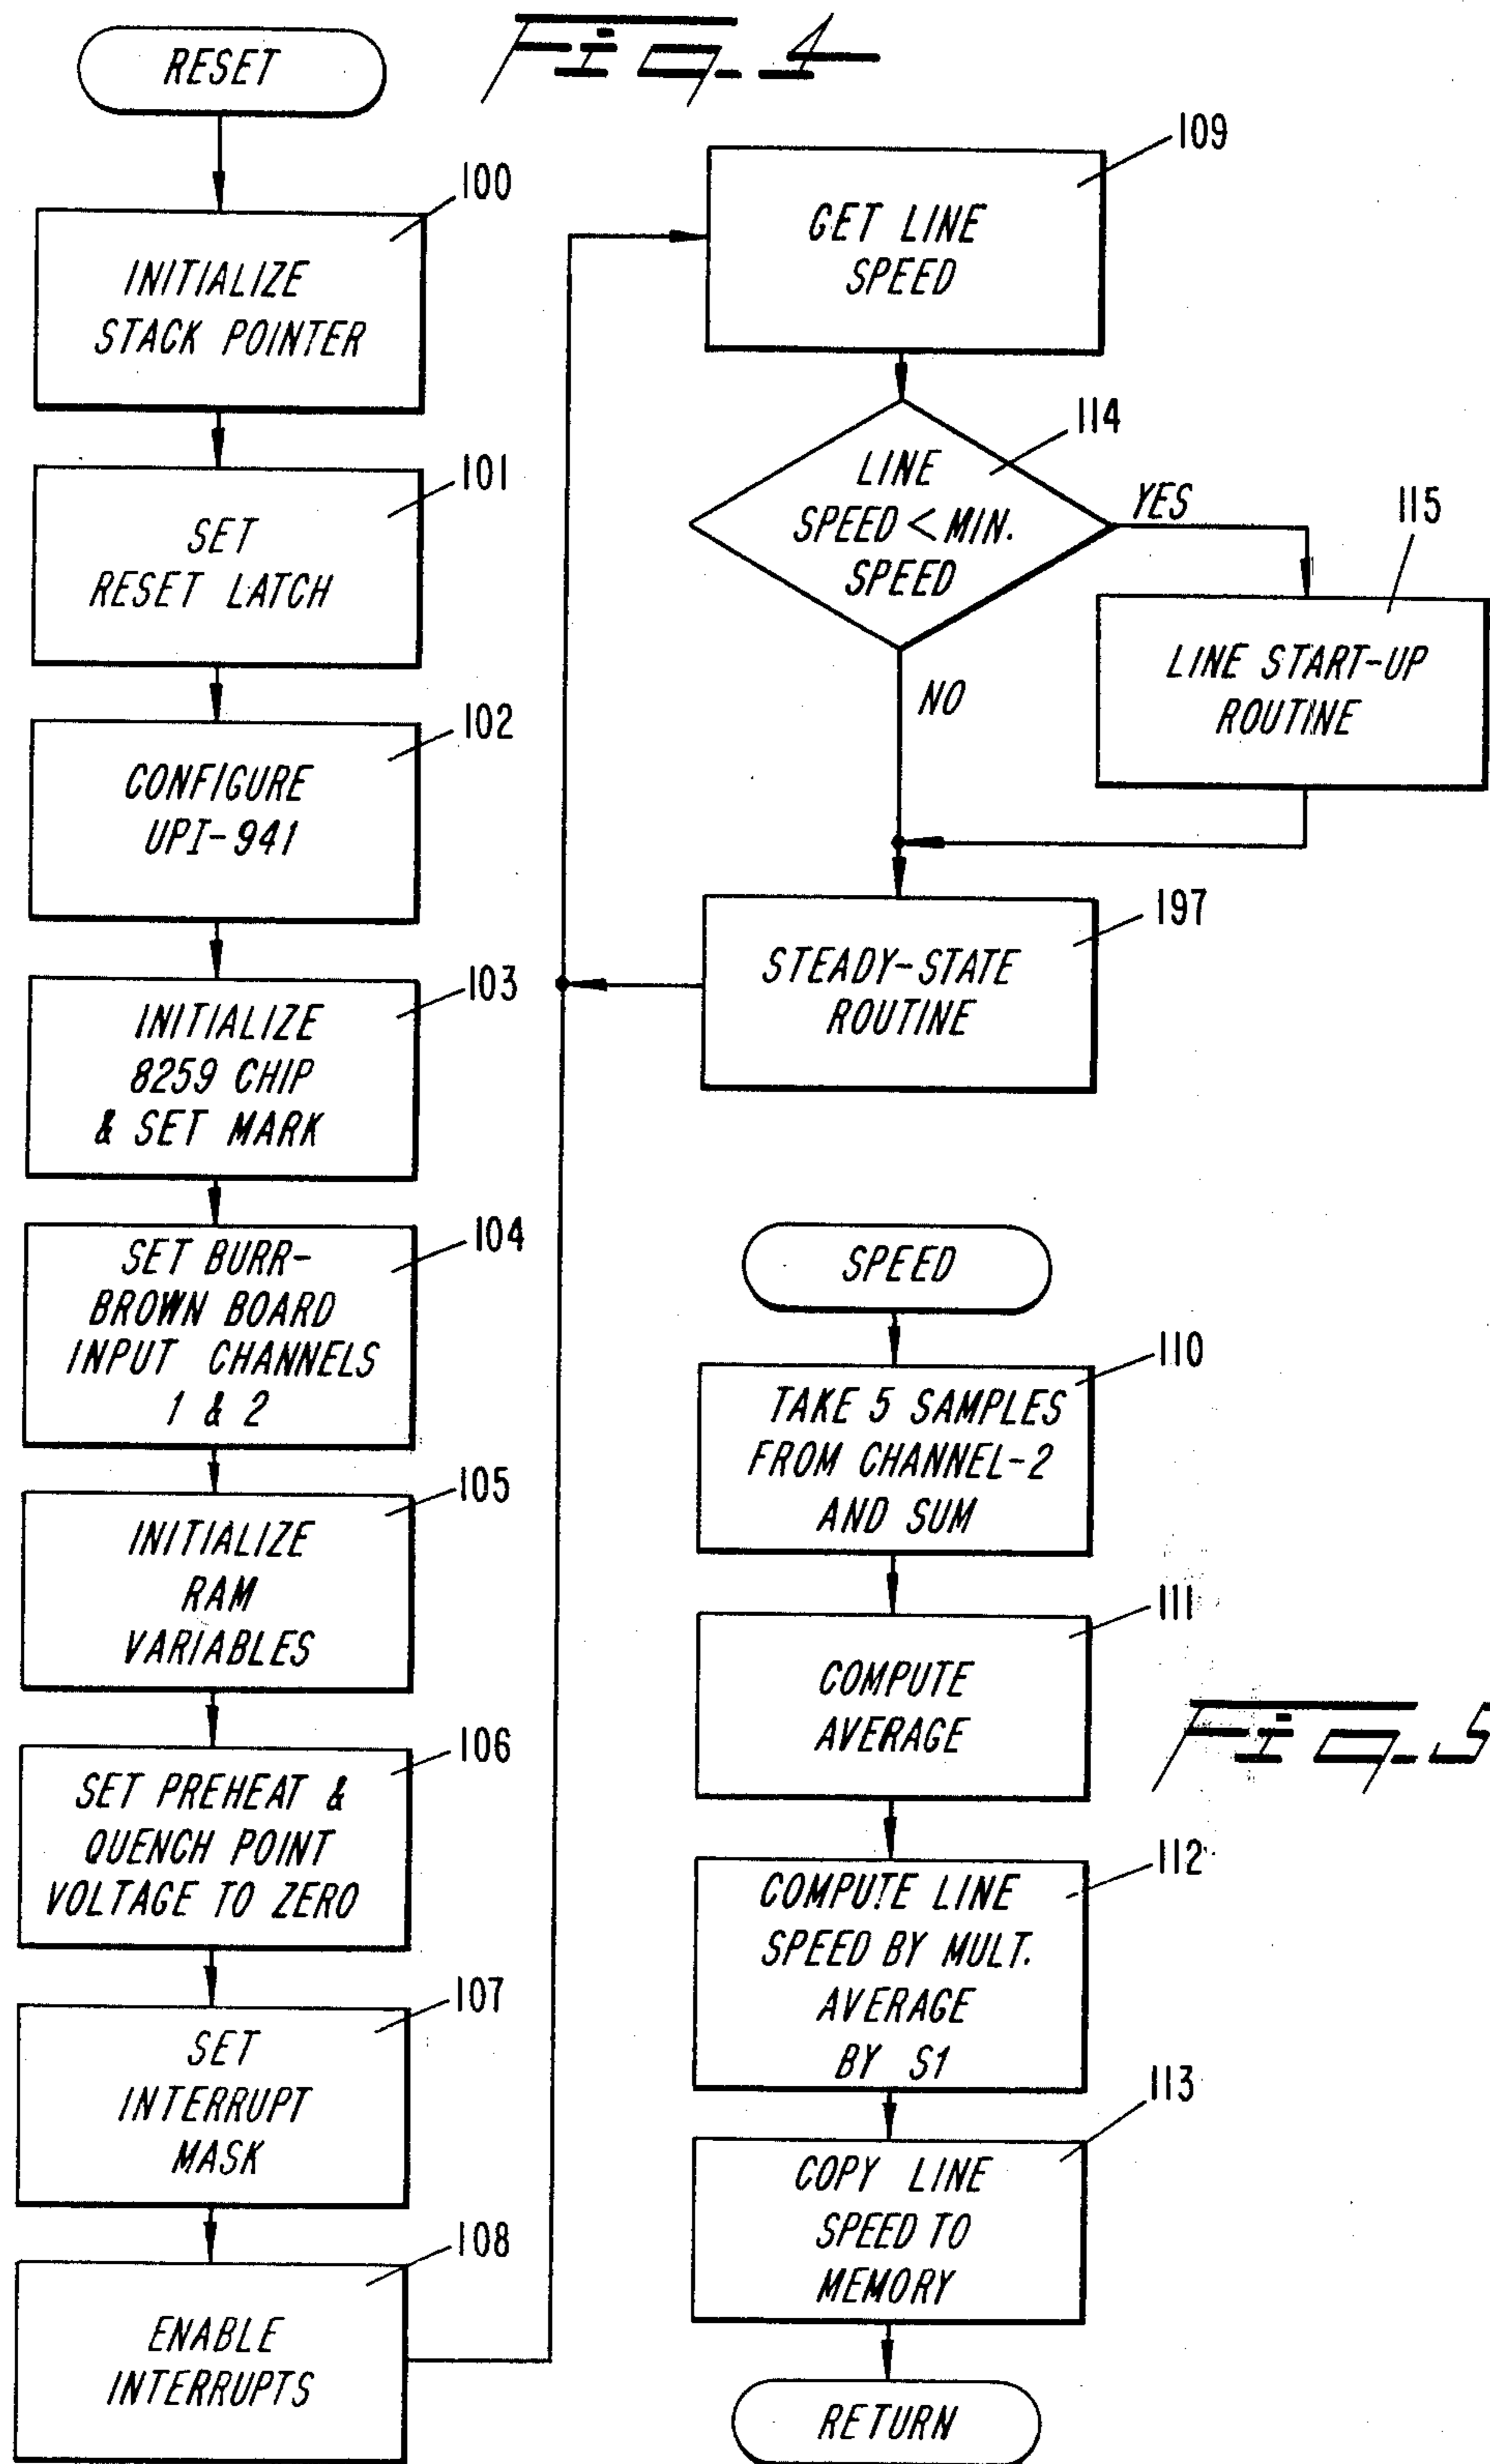 FIG. 4
RESET
100
INITIALIZE
STACK POINTER
101
SET
RESET LATCH
102
CONFIGURE
UPI-941
103
INITIALIZE
8259 CHIP
& SET MARK
104
SET BURR-
BROWN BOARD
INPUT CHANNELS
1 & 2
105
INITIALIZE
RAM
VARIABLES
106
SET PREHEAT &
QUENCH POINT
VOLTAGE TO ZERO
107
SET
INTERRUPT
MASK
108
ENABLE
INTERRUPTS
109
GET LINE
SPEED
114
LINE
SPEED < MIN.
SPEED
YES
NO
115
LINE START-UP
ROUTINE
197
STEADY-STATE
ROUTINE
FIG. 5
SPEED
110
TAKE 5 SAMPLES
FROM CHANNEL-2
AND SUM
111
COMPUTE
AVERAGE
112
COMPUTE LINE
SPEED BY MULT.
AVERAGE
BY S1
113
COPY LINE
SPEED TO
MEMORY
RETURN